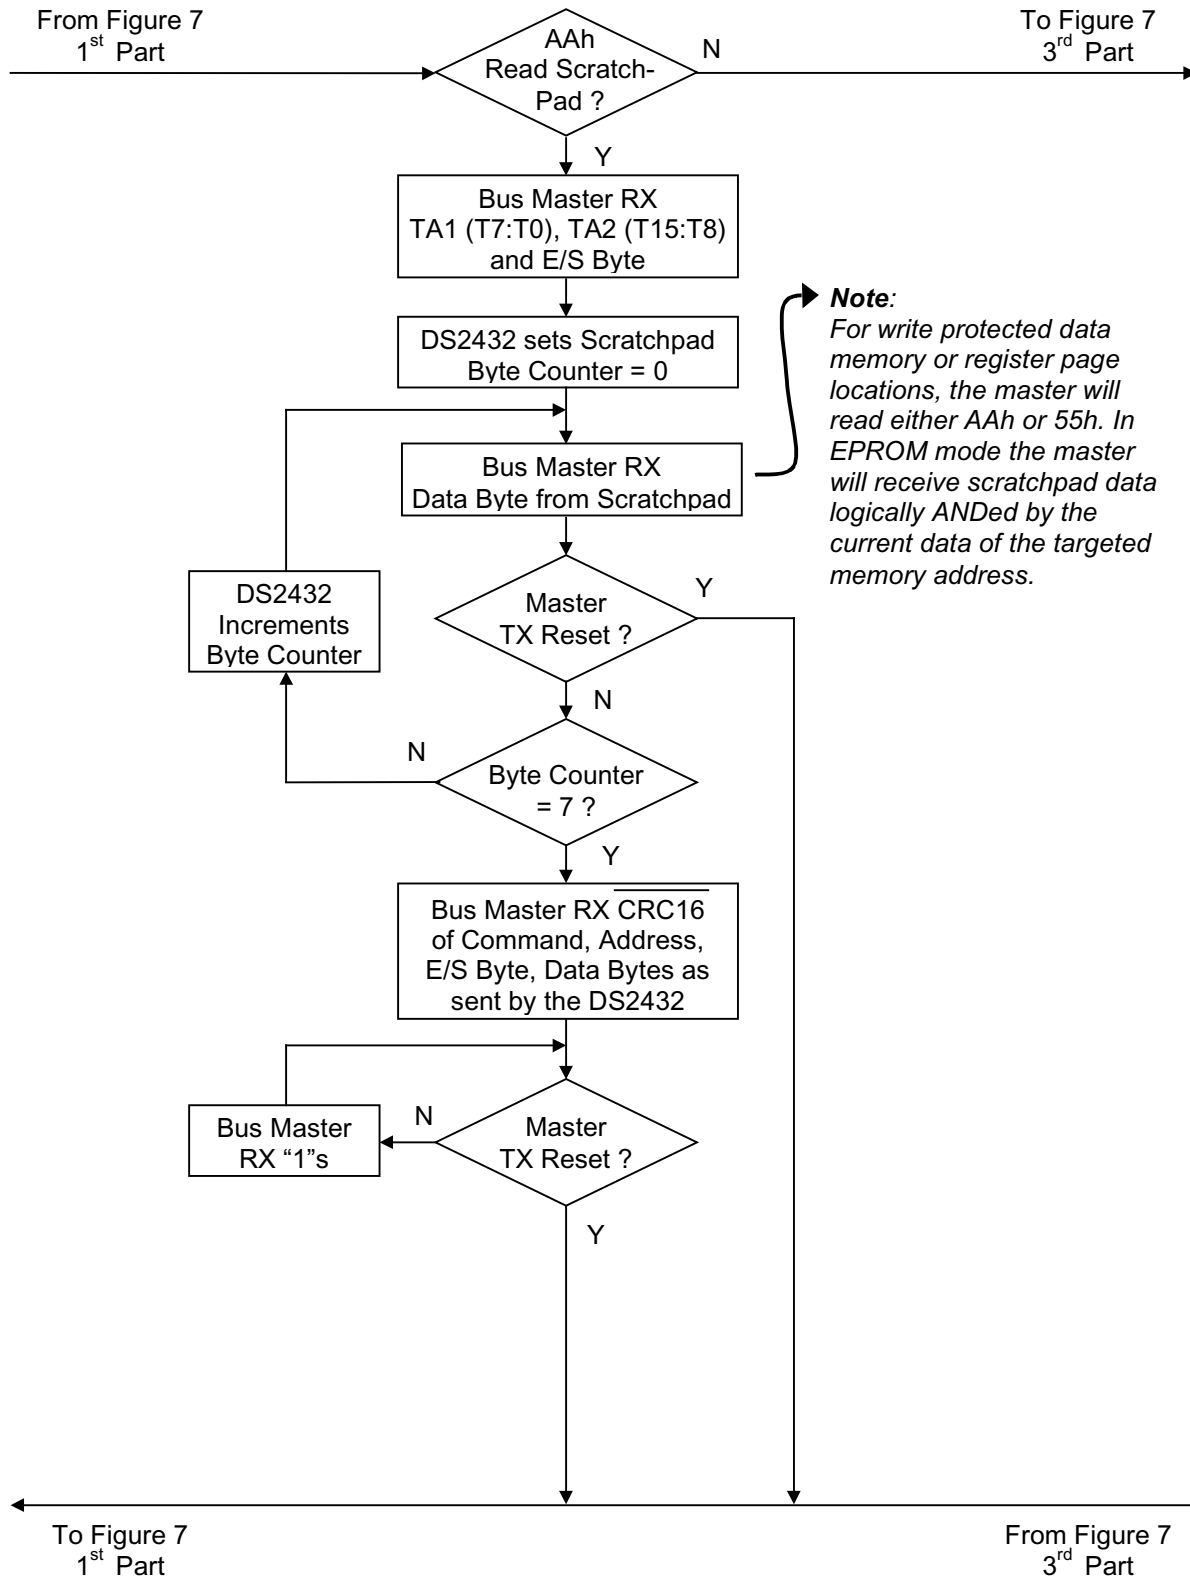 From Figure 7
1st Part
AAh
Read Scratch-
Pad ?
N
To Figure 7
3rd Part
Y
Bus Master RX
TA1 (T7:T0), TA2 (T15:T8)
and E/S Byte
DS2432 sets Scratchpad
Byte Counter = 0
Note:
For write protected data
memory or register page
locations, the master will
read either AAh or 55h. In
EPROM mode the master
will receive scratchpad data
logically ANDed by the
current data of the targeted
memory address.
Bus Master RX
Data Byte from Scratchpad
DS2432
Increments
Byte Counter
Master
TX Reset ?
Y
N
N
Byte Counter
= 7 ?
Y
Bus Master RX CRC16
of Command, Address,
E/S Byte, Data Bytes as
sent by the DS2432
Bus Master
RX “1”s
N
Master
TX Reset ?
Y
To Figure 7
1st Part
From Figure 7
3rd Part